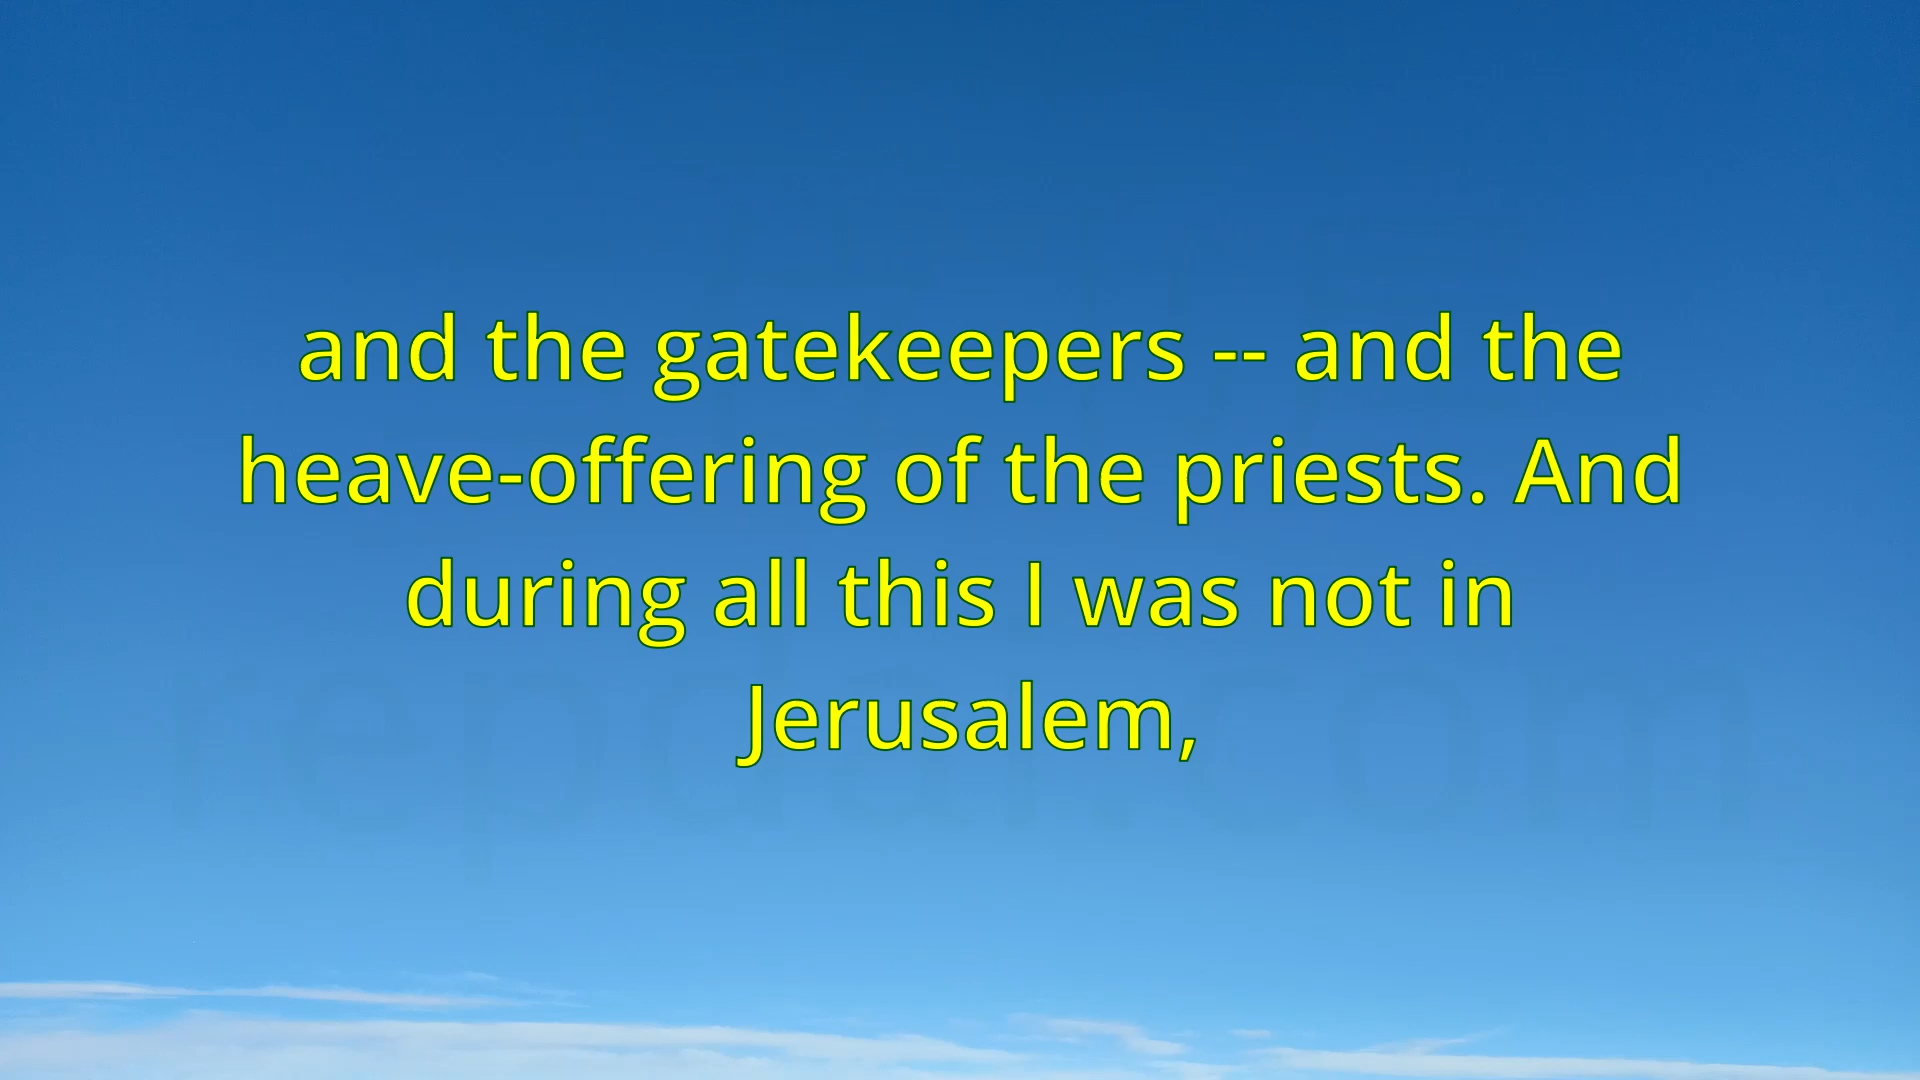 and the gatekeepers -- and the
heave-offering of the priests. And
during all this I was not in
Jerusalem,